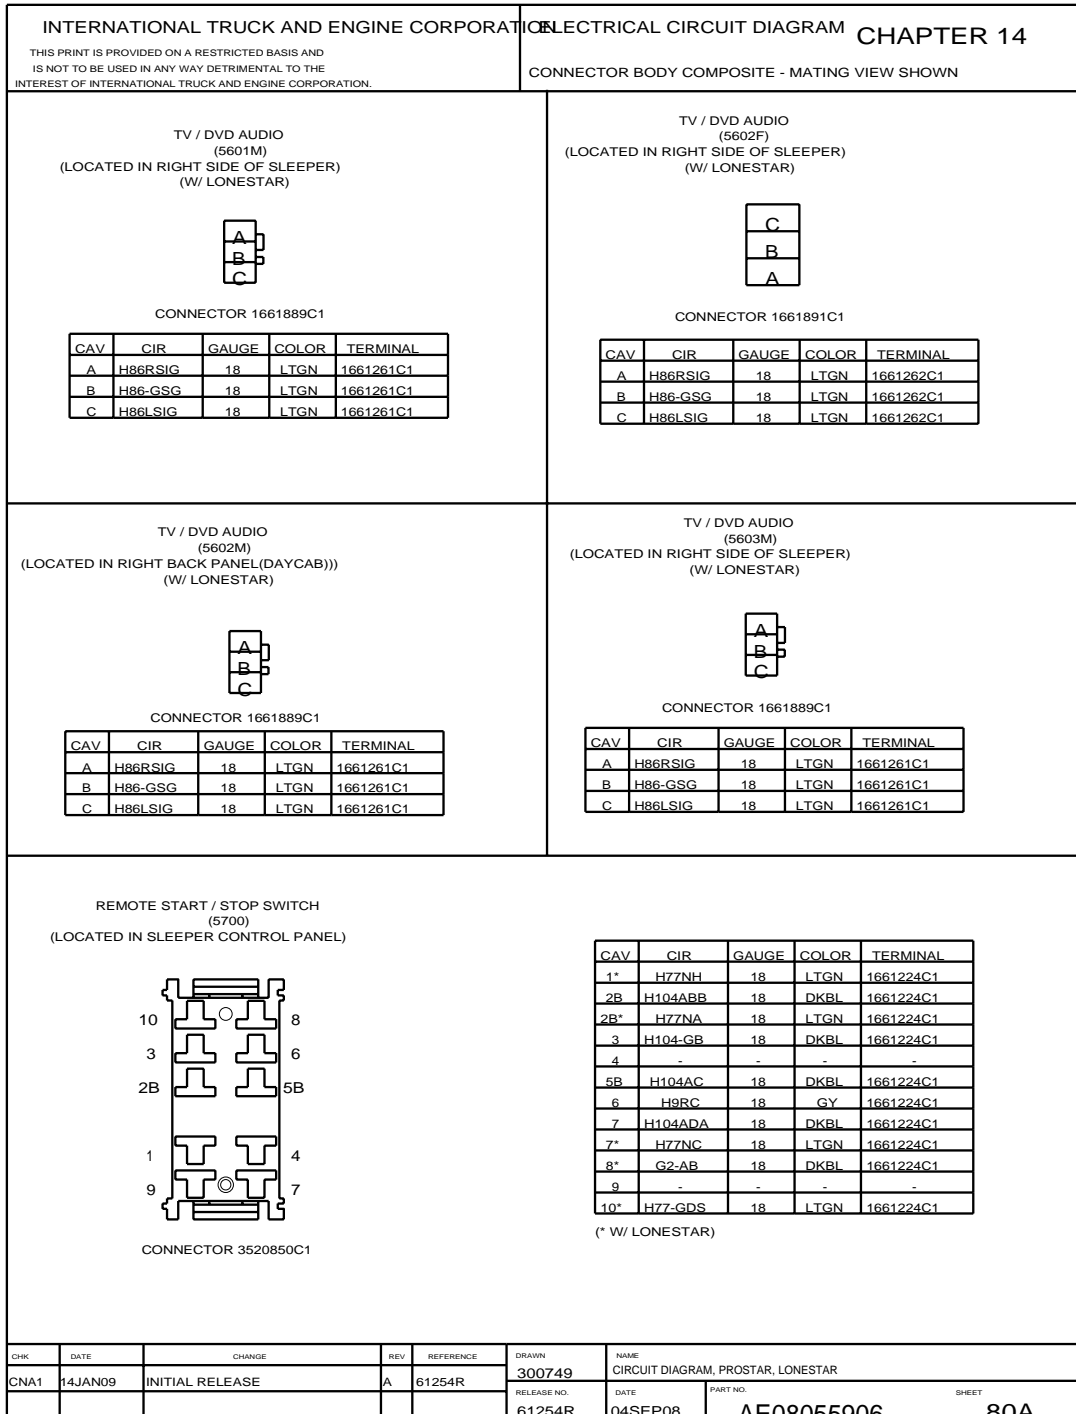 INTERNATIONAL TRUCK AND ENGINE CORPORATION
THIS PRINT IS PROVIDED ON A RESTRICTED BASIS AND
IS NOT TO BE USED IN ANY WAY DETRIMENTAL TO THE
INTEREST OF INTERNATIONAL TRUCK AND ENGINE CORPORATION.
ELECTRICAL CIRCUIT DIAGRAM
CHAPTER 14
CONNECTOR BODY COMPOSITE - MATING VIEW SHOWN
TV / DVD AUDIO
(5601M)
(LOCATED IN RIGHT SIDE OF SLEEPER)
(W/ LONESTAR)
A
B
C
CONNECTOR 1661889C1
CAV CIR GAUGE COLOR TERMINAL
A H86RSIG 18 LTGN 1661261C1
B H86-GSG 18 LTGN 1661261C1
C H86LSIG 18 LTGN 1661261C1
TV / DVD AUDIO
(5602F)
(LOCATED IN RIGHT SIDE OF SLEEPER)
(W/ LONESTAR)
C
B
A
CONNECTOR 1661891C1
CAV CIR GAUGE COLOR TERMINAL
A H86RSIG 18 LTGN 1661262C1
B H86-GSG 18 LTGN 1661262C1
C H86LSIG 18 LTGN 1661262C1
TV / DVD AUDIO
(5602M)
(LOCATED IN RIGHT BACK PANEL(DAYCAB)))
(W/ LONESTAR)
A
B
C
CONNECTOR 1661889C1
CAV CIR GAUGE COLOR TERMINAL
A H86RSIG 18 LTGN 1661261C1
B H86-GSG 18 LTGN 1661261C1
C H86LSIG 18 LTGN 1661261C1
TV / DVD AUDIO
(5603M)
(LOCATED IN RIGHT SIDE OF SLEEPER)
(W/ LONESTAR)
A
B
C
CONNECTOR 1661889C1
CAV CIR GAUGE COLOR TERMINAL
A H86RSIG 18 LTGN 1661261C1
B H86-GSG 18 LTGN 1661261C1
C H86LSIG 18 LTGN 1661261C1
REMOTE START / STOP SWITCH
(5700)
(LOCATED IN SLEEPER CONTROL PANEL)
10 8
3 6
2B 5B
1 4
9 7
CONNECTOR 3520850C1
CAV CIR GAUGE COLOR TERMINAL
1* H77NH 18 LTGN 1661224C1
2B H104ABB 18 DKBL 1661224C1
2B* H77NA 18 LTGN 1661224C1
3 H104-GB 18 DKBL 1661224C1
4 - - - -
5B H104AC 18 DKBL 1661224C1
6 H9RC 18 GY 1661224C1
7 H104ADA 18 DKBL 1661224C1
7* H77NC 18 LTGN 1661224C1
8* G2-AB 18 DKBL 1661224C1
9 - - - -
10* H77-GDS 18 LTGN 1661224C1
(* W/ LONESTAR)
CHK DATE CHANGE REV REFERENCE
CNA1 14JAN09 INITIAL RELEASE A 61254R
DRAWN
300749
NAME
CIRCUIT DIAGRAM, PROSTAR, LONESTAR
RELEASE NO.
61254R
DATE
04SEP08
PART NO.
AE08055906
SHEET
80A